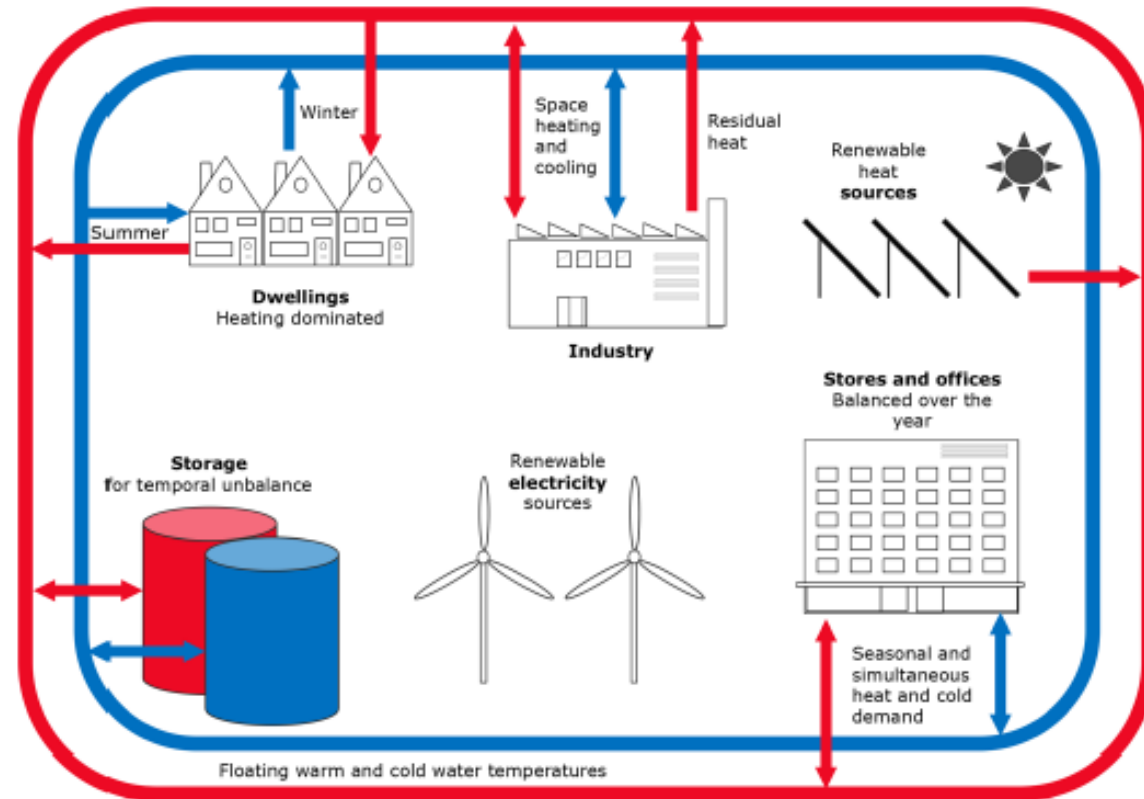 Winter
Summer
Dwellings
Heating dominated
Space
heating
and
cooling
Residual
heat
Industry
Renewable
heat
sources
Stores and offices
Balanced over the
year
Storage
for temporal unbalance
Renewable
electricity
sources
Seasonal and
simultaneous
heat and cold
demand
Floating warm and cold water temperatures